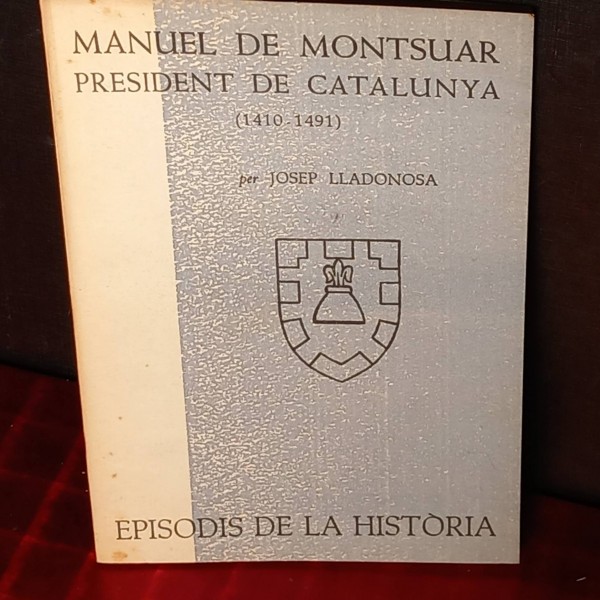 MANUEL DE MONTSUAR
PRESIDENT DE CATALUNYA
(1410-1491)
per JOSEP LLADONOSA
EPISODIS DE LA HISTÒRIA